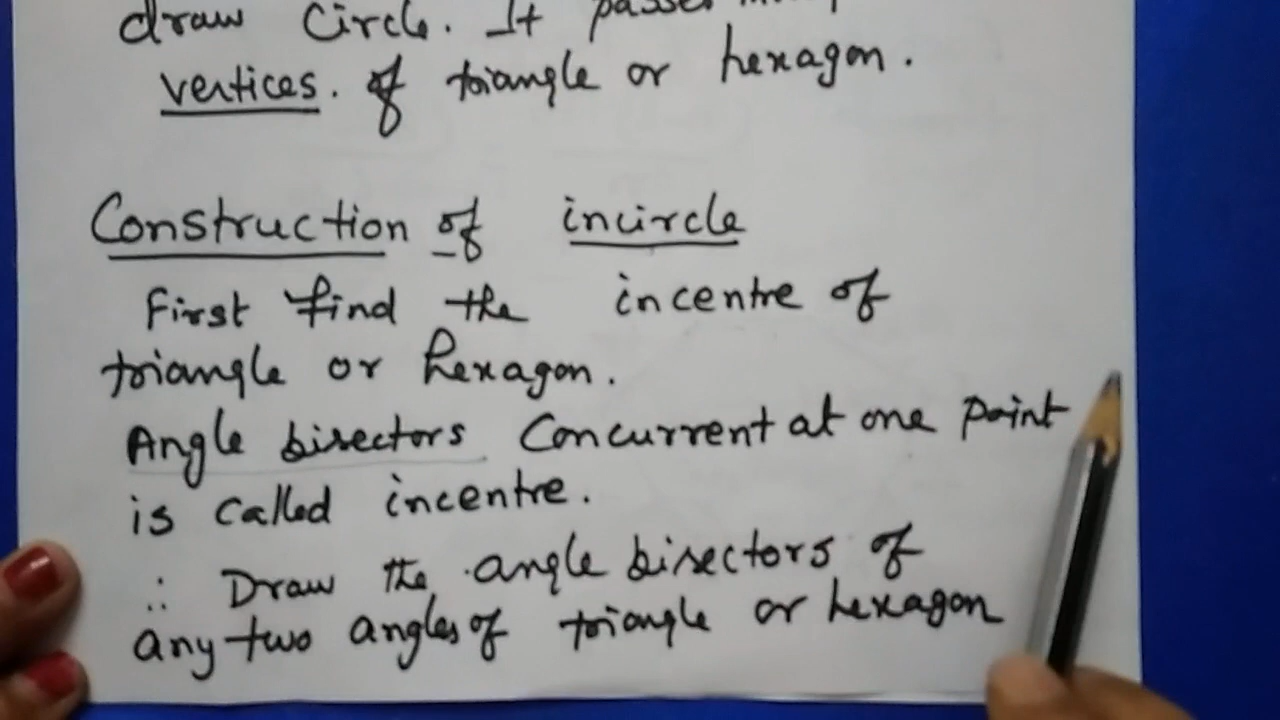 draw Circle. It passes
vertices. of triangle or hexagon.
Construction of incircle
First find the incentre of
triangle or hexagon.
Angle bisectors Concurrent at one point
is called incentre.
∴ Draw the angle bisectors of
any two angles of triangle or hexagon